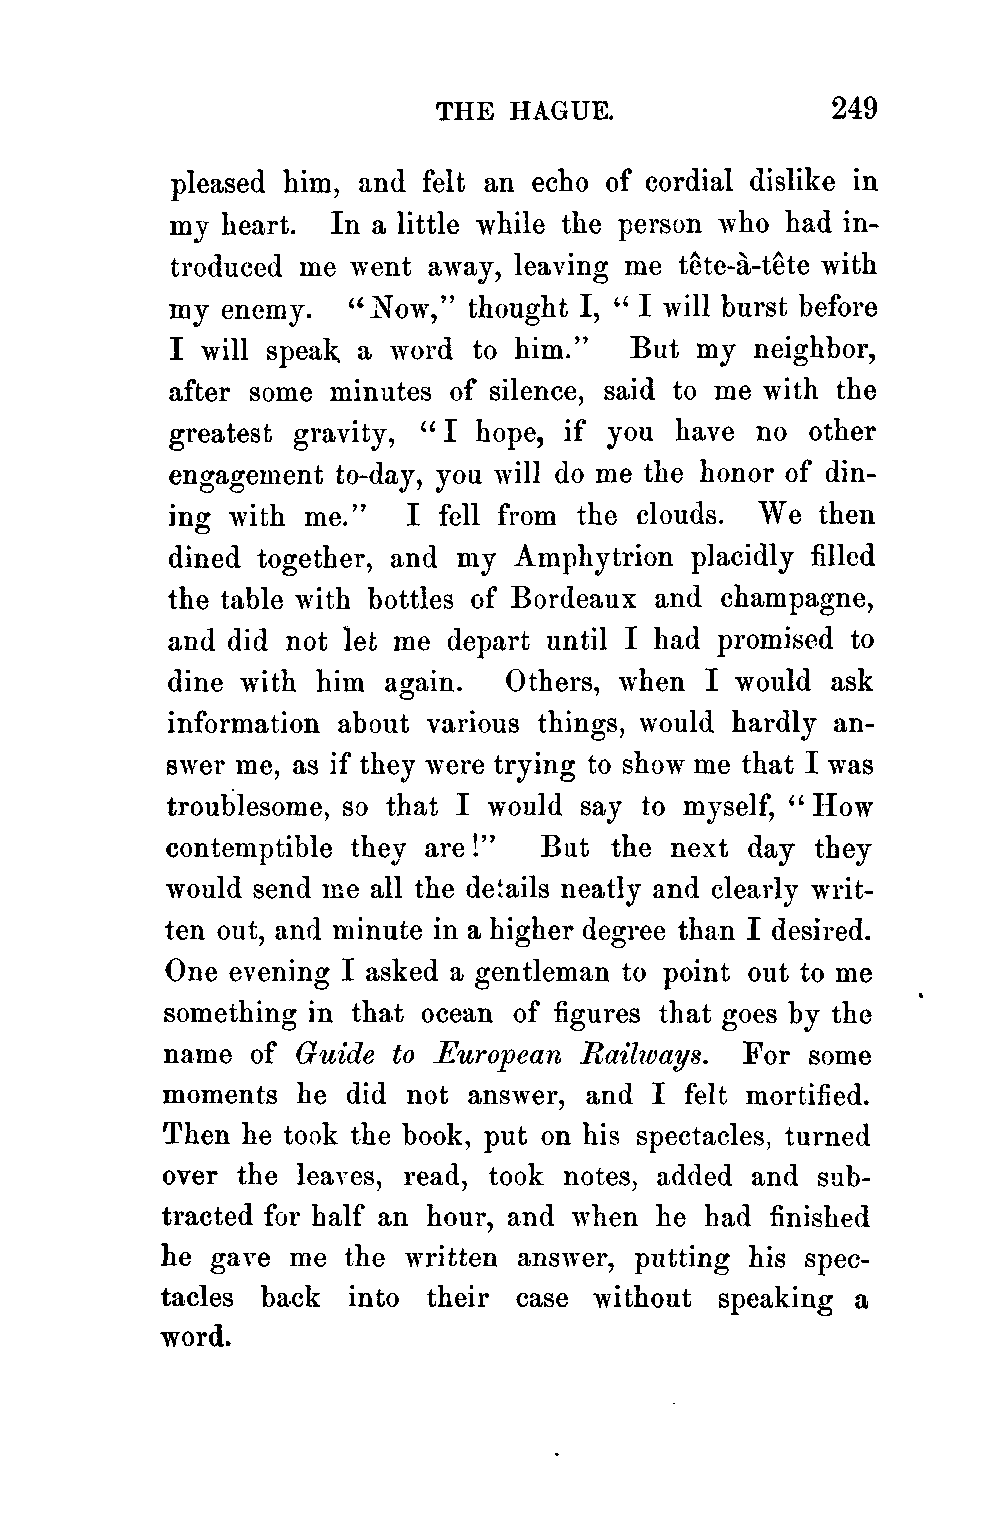 THE HAGUE. 249
pleased him, and felt an echo of cordial dislike in
my heart. In a little while the person who had in-
troduced me went away, leaving me tête-à-tête with
my enemy. “Now,” thought I, “I will burst before
I will speak a word to him.” But my neighbor,
after some minutes of silence, said to me with the
greatest gravity, “I hope, if you have no other
engagement to-day, you will do me the honor of din-
ing with me.” I fell from the clouds. We then
dined together, and my Amphytrion placidly filled
the table with bottles of Bordeaux and champagne,
and did not let me depart until I had promised to
dine with him again. Others, when I would ask
information about various things, would hardly an-
swer me, as if they were trying to show me that I was
troublesome, so that I would say to myself, “How
contemptible they are!” But the next day they
would send me all the details neatly and clearly writ-
ten out, and minute in a higher degree than I desired.
One evening I asked a gentleman to point out to me
something in that ocean of figures that goes by the
name of Guide to European Railways. For some
moments he did not answer, and I felt mortified.
Then he took the book, put on his spectacles, turned
over the leaves, read, took notes, added and sub-
tracted for half an hour, and when he had finished
he gave me the written answer, putting his spec-
tacles back into their case without speaking a
word.